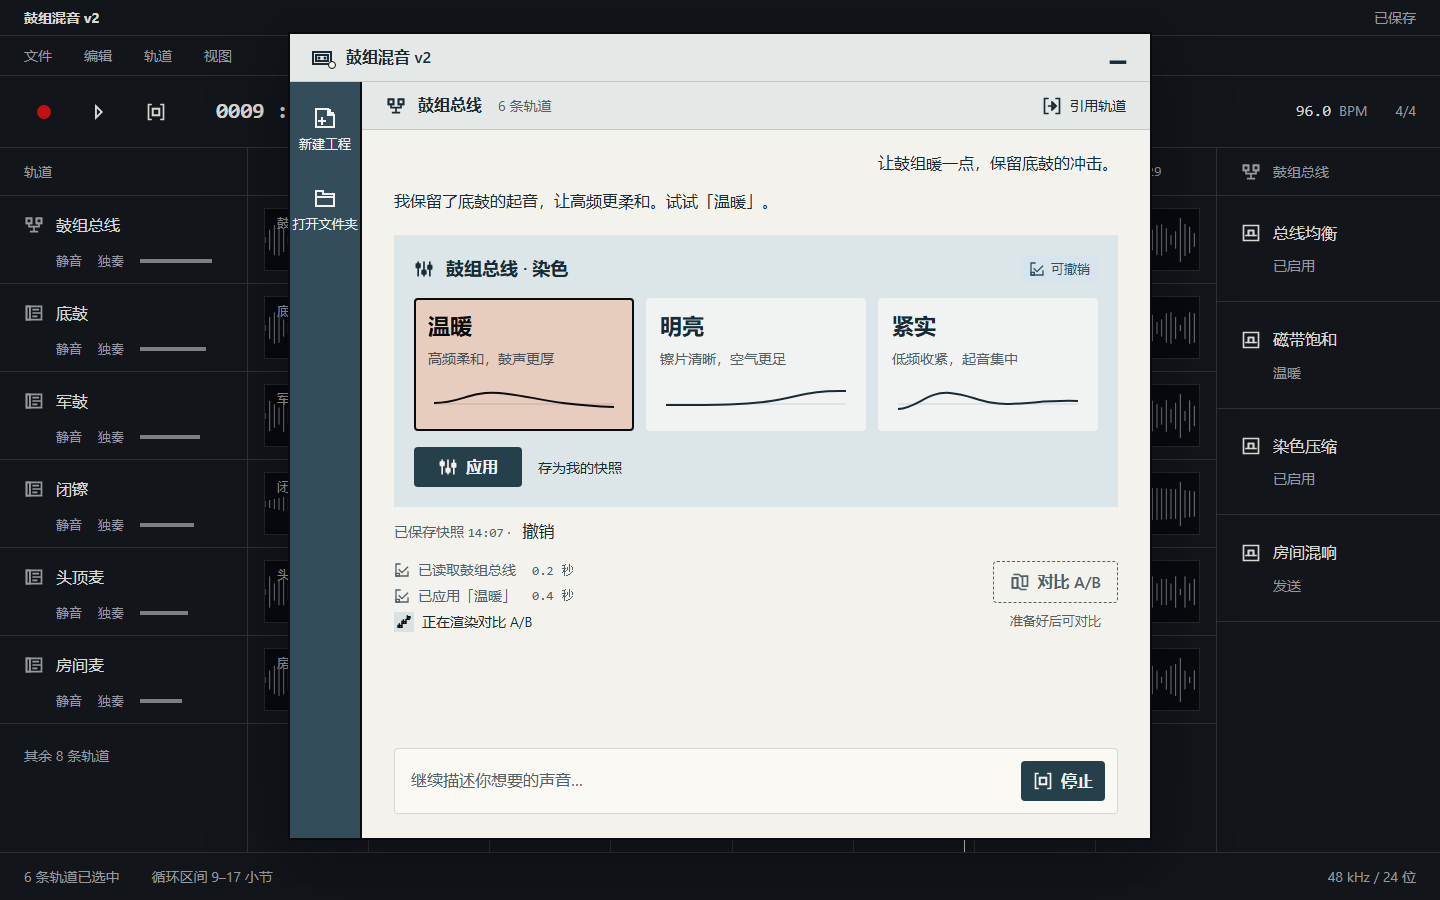 鼓组混音 v2
已保存
文件 编辑 轨道 视图
0009 :
96.0 BPM 4/4
轨道
鼓组总线
静音 独奏
底鼓
静音 独奏
军鼓
静音 独奏
闭镲
静音 独奏
头顶麦
静音 独奏
房间麦
静音 独奏
其余 8 条轨道
鼓
底
军
闭
头
房
鼓组混音 v2
新建工程
打开文件夹
鼓组总线 6 条轨道
引用轨道
让鼓组暖一点，保留底鼓的冲击。
我保留了底鼓的起音，让高频更柔和。试试「温暖」。
鼓组总线 · 染色
可撤销
温暖
高频柔和，鼓声更厚
明亮
镲片清晰，空气更足
紧实
低频收紧，起音集中
应用
存为我的快照
已保存快照 14:07 · 撤销
已读取鼓组总线 0.2 秒
已应用「温暖」 0.4 秒
正在渲染对比 A/B
对比 A/B
准备好后可对比
继续描述你想要的声音...
停止
鼓组总线
总线均衡
已启用
磁带饱和
温暖
染色压缩
已启用
房间混响
发送
6 条轨道已选中 循环区间 9–17 小节
48 kHz / 24 位